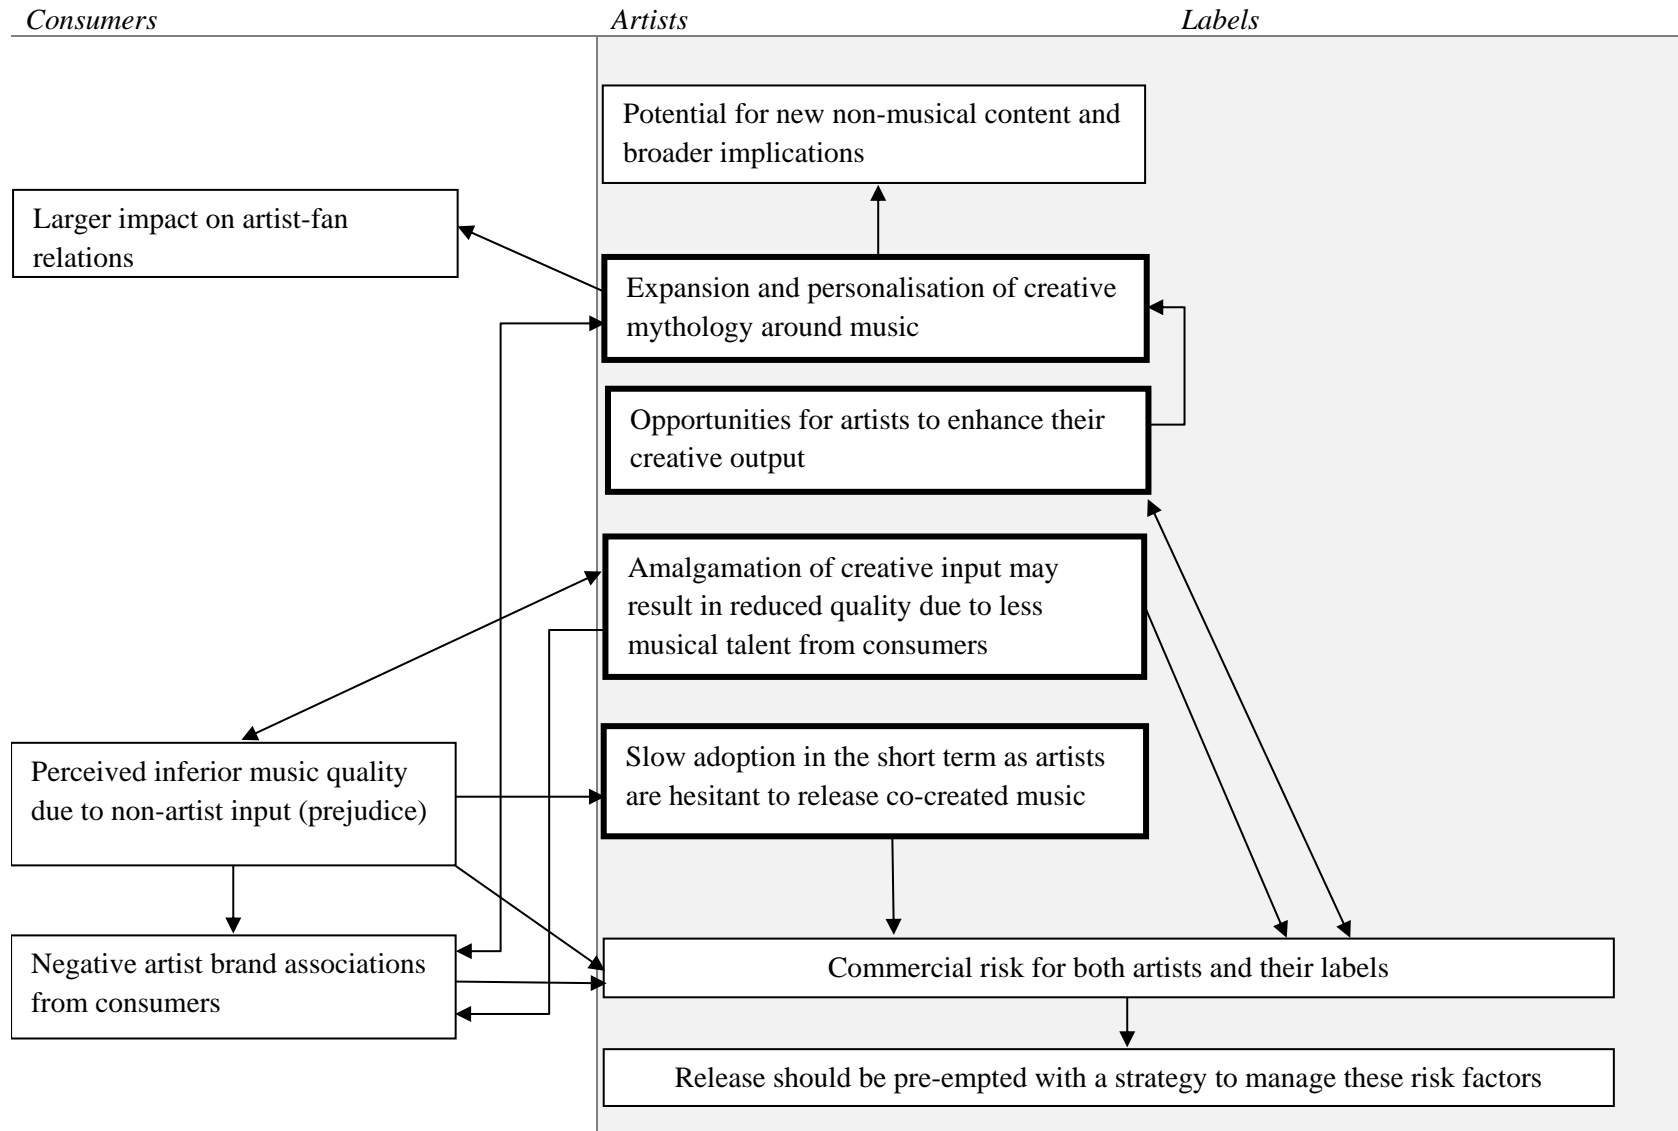 Consumers
Artists
Labels
Potential for new non-musical content and
broader implications
Larger impact on artist-fan
relations
Expansion and personalisation of creative
mythology around music
Opportunities for artists to enhance their
creative output
Amalgamation of creative input may
result in reduced quality due to less
musical talent from consumers
Perceived inferior music quality
due to non-artist input (prejudice)
Slow adoption in the short term as artists
are hesitant to release co-created music
Negative artist brand associations
from consumers
Commercial risk for both artists and their labels
Release should be pre-empted with a strategy to manage these risk factors